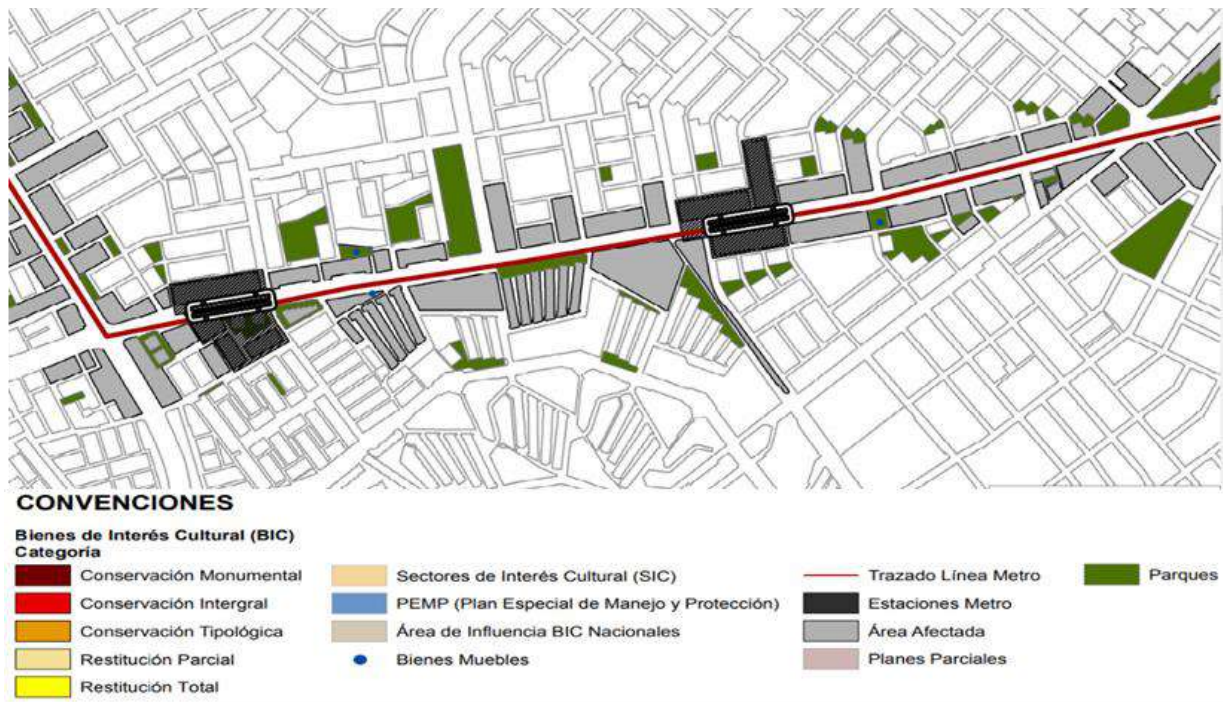 CONVENCIONES
Bienes de Interés Cultural (BIC)
Categoría
Conservación Monumental
Conservación Intergral
Conservación Tipológica
Restitución Parcial
Restitución Total
Sectores de Interés Cultural (SIC)
PEMP (Plan Especial de Manejo y Protección)
Área de Influencia BIC Nacionales
Bienes Muebles
Trazado Línea Metro
Estaciones Metro
Área Afectada
Planes Parciales
Parques